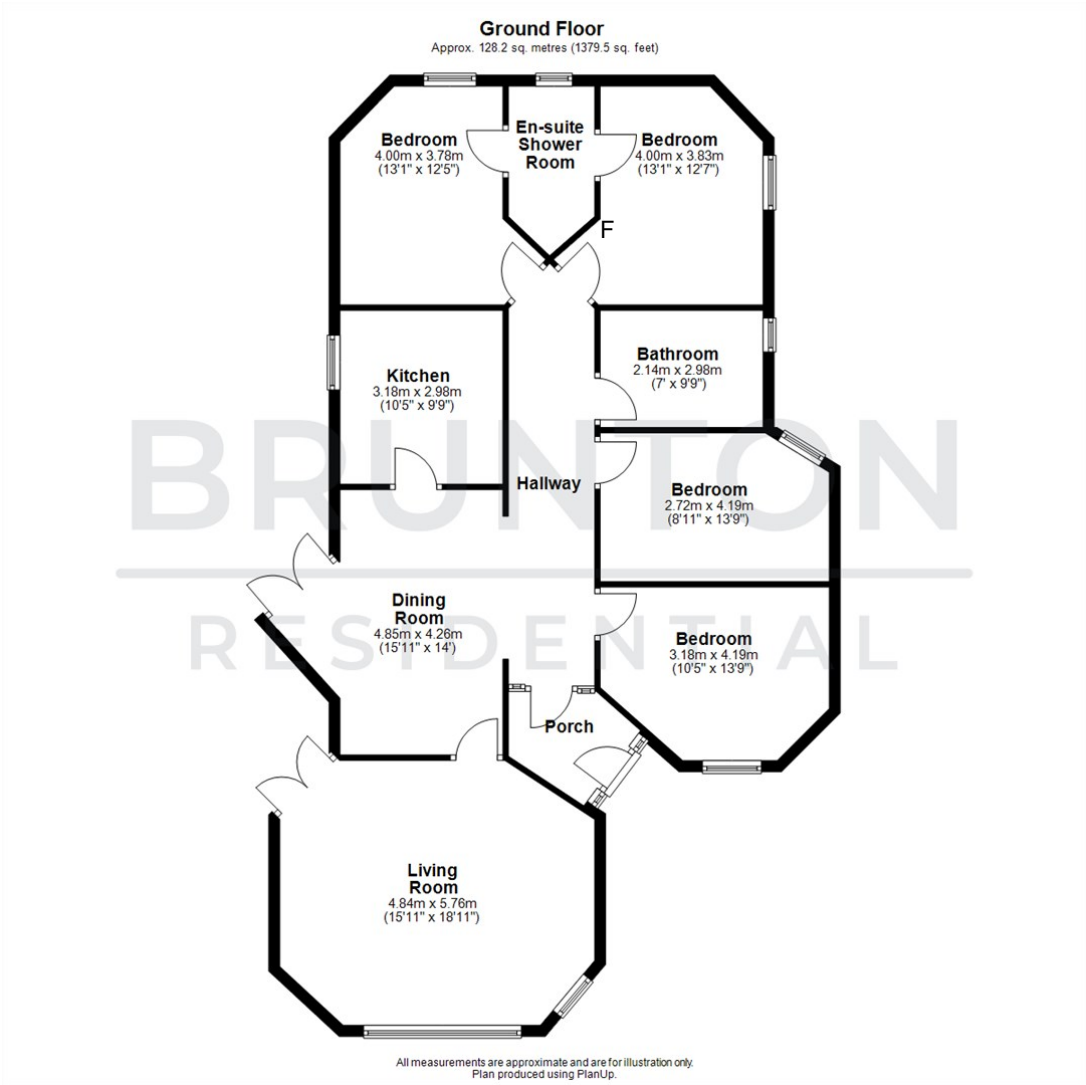 Ground Floor
Approx. 128.2 sq. metres (1379.5 sq. feet)
Bedroom
4.00m x 3.78m
(13'1" x 12'5")
En-suite
Shower
Room
Bedroom
4.00m x 3.83m
(13'1" x 12'7")
F
Kitchen
3.18m x 2.98m
(10'5" x 9'9")
Bathroom
2.14m x 2.98m
(7' x 9'9")
BRUNTON
Hallway
Bedroom
2.72m x 4.19m
(8'11" x 13'9")
Dining
Room
4.85m x 4.26m
(15'11" x 14')
RESIDENTIAL
Bedroom
3.18m x 4.19m
(10'5" x 13'9")
Porch
Living
Room
4.84m x 5.76m
(15'11" x 18'11")
All measurements are approximate and are for illustration only.
Plan produced using PlanUp.